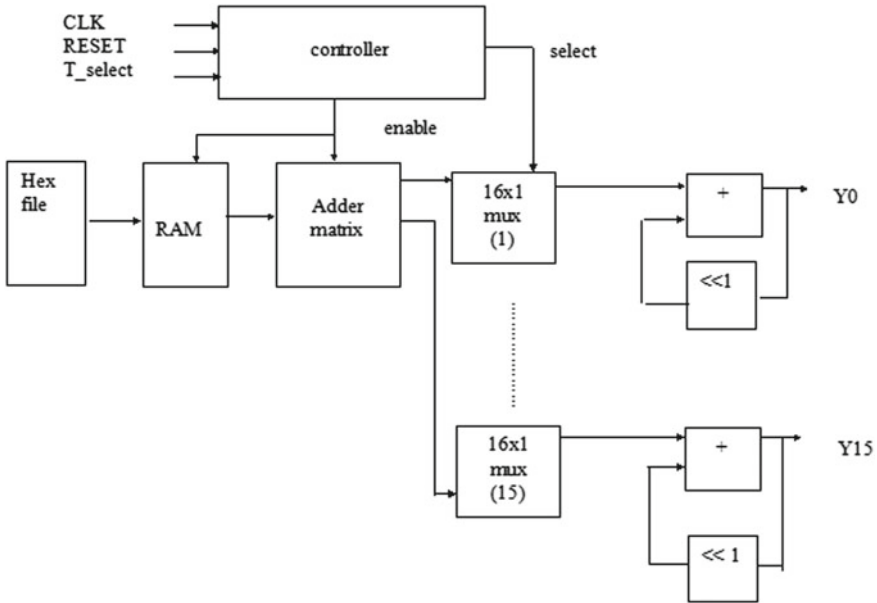 CLK
RESET
T_select
controller
select
enable
Hex
file
RAM
Adder
matrix
16x1
mux
(1)
+
Y0
<<1
16x1
mux
(15)
+
Y15
<< 1